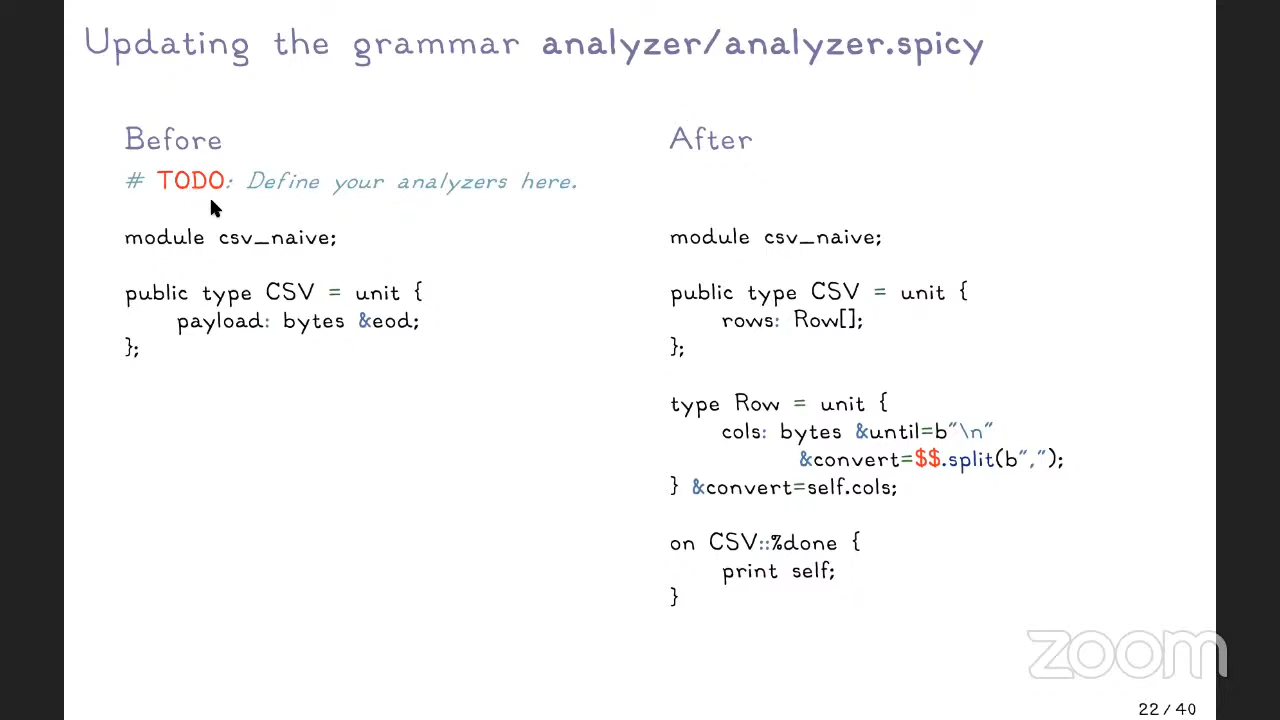 Updating the grammar analyzer/analyzer.spicy
Before
# TODO: Define your analyzers here.
module csv_naive;
public type CSV = unit {
payload: bytes &eod;
};
After
module csv_naive;
public type CSV = unit {
rows: Row[];
};
type Row = unit {
cols: bytes &until=b"\n"
&convert=$$.split(b",");
} &convert=self.cols;
on CSV::%done {
print self;
}
zoom
22 / 40